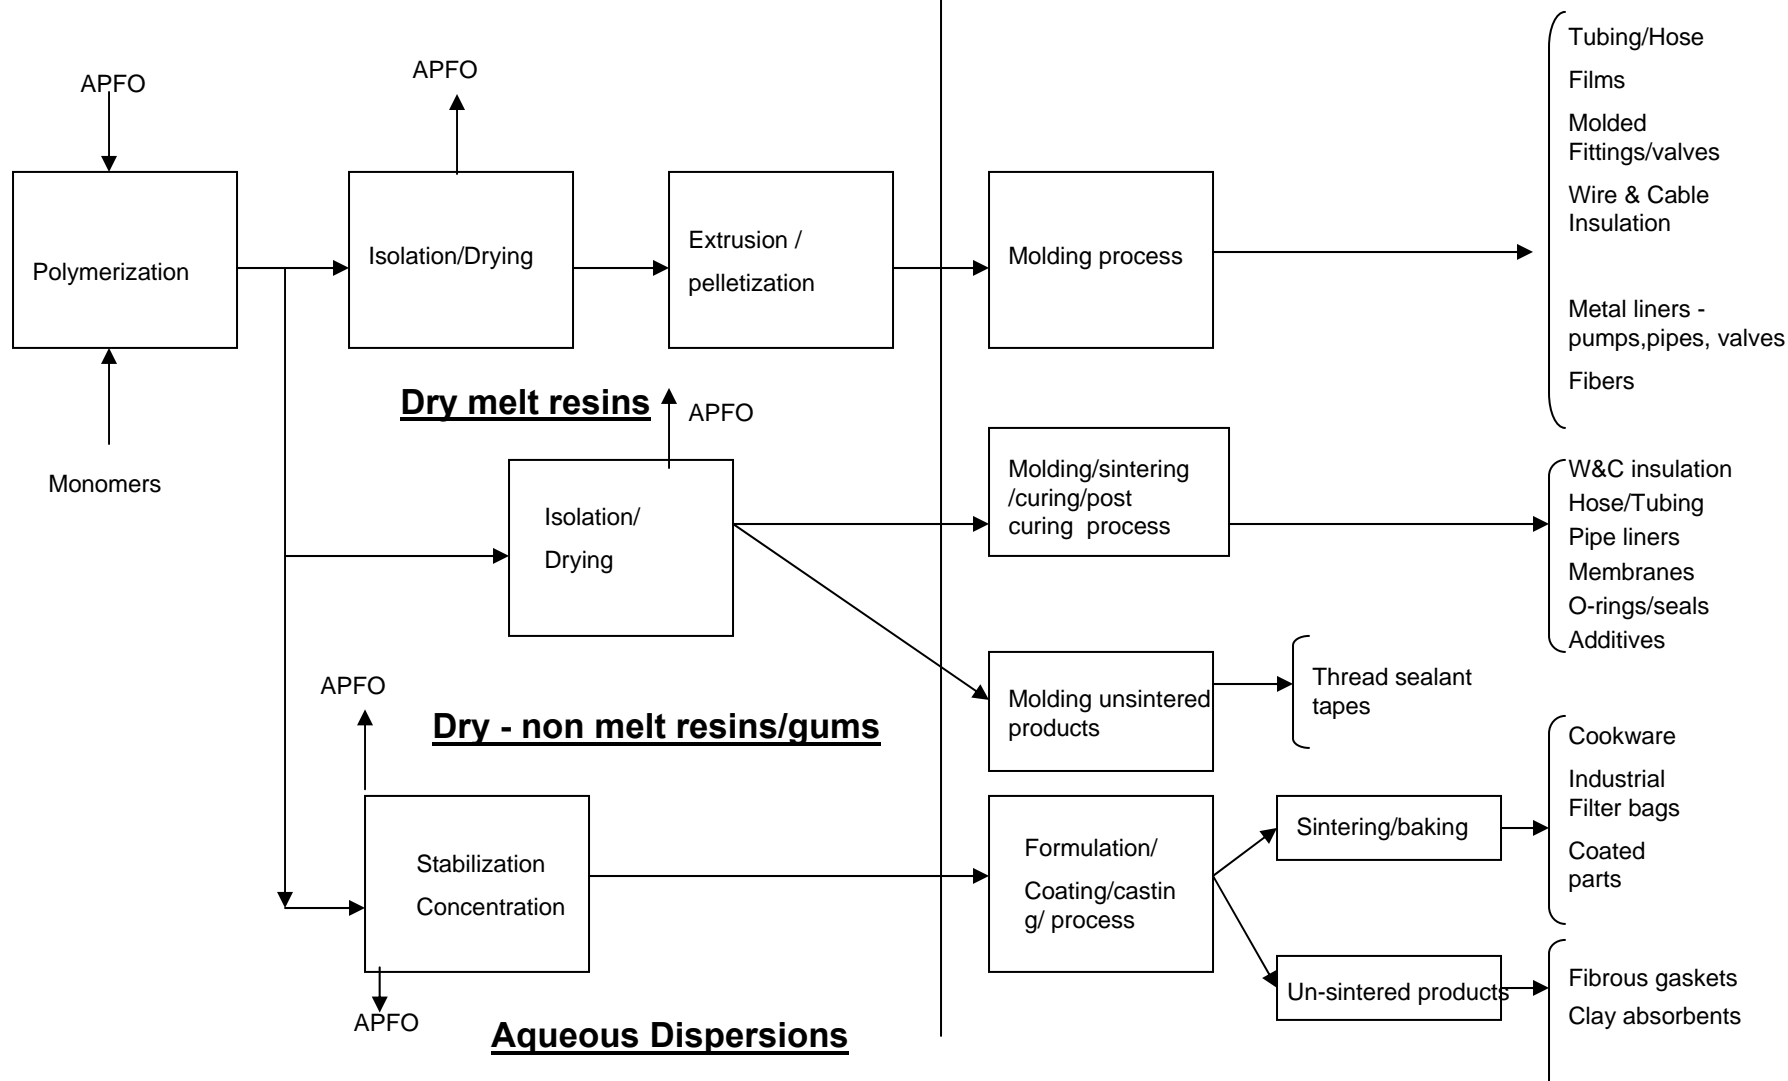 APFO
APFO
Polymerization
Monomers
Isolation/Drying
Extrusion /
pelletization
Molding process
Tubing/Hose
Films
Molded
Fittings/valves
Wire & Cable
Insulation
Metal liners -
pumps,pipes, valves
Fibers
Dry melt resins
APFO
Isolation/
Drying
Molding/sintering
/curing/post
curing process
W&C insulation
Hose/Tubing
Pipe liners
Membranes
O-rings/seals
Additives
Molding unsintered
products
Thread sealant
tapes
Dry - non melt resins/gums
APFO
Stabilization
Concentration
APFO
Formulation/
Coating/castin
g/ process
Sintering/baking
Cookware
Industrial
Filter bags
Coated
parts
Un-sintered products
Fibrous gaskets
Clay absorbents
Aqueous Dispersions